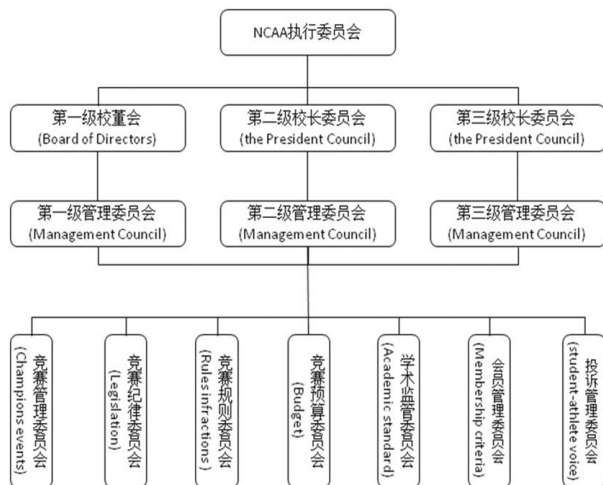 NCAA执行委员会
第一级校董会
(Board of Directors)
第二级校长委员会
(the President Council)
第三级校长委员会
(the President Council)
第一级管理委员会
(Management Council)
第二级管理委员会
(Management Council)
第三级管理委员会
(Management Council)
竞赛管理委员会
(Champions events)
竞赛纪律委员会
(Legislation)
竞赛规则委员会
(Rules infractions )
竞赛预算委员会
(Budget)
学术监管委员会
(Academic standard)
会员管理委员会
(Membership criteria)
投诉管理委员会
(student-athlete voice)